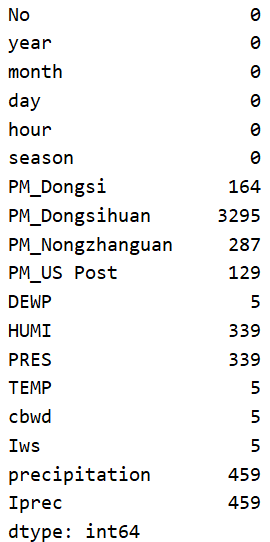 No 0
year 0
month 0
day 0
hour 0
season 0
PM_Dongsi 164
PM_Dongsihuan 3295
PM_Nongzhanguan 287
PM_US Post 129
DEWP 5
HUMI 339
PRES 339
TEMP 5
cbwd 5
Iws 5
precipitation 459
Iprec 459
dtype: int64